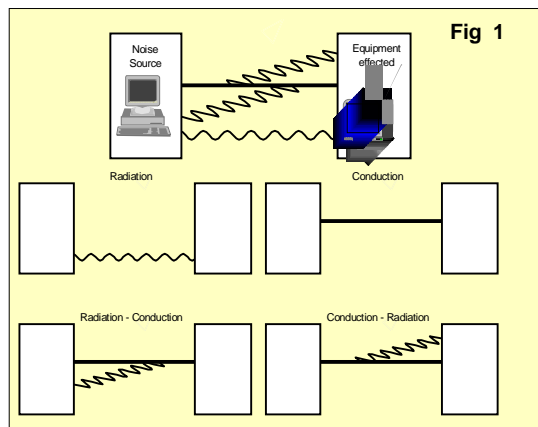 Fig 1
Noise
Source
Equipment
effected
Radiation
Conduction
Radiation - Conduction
Conduction - Radiation